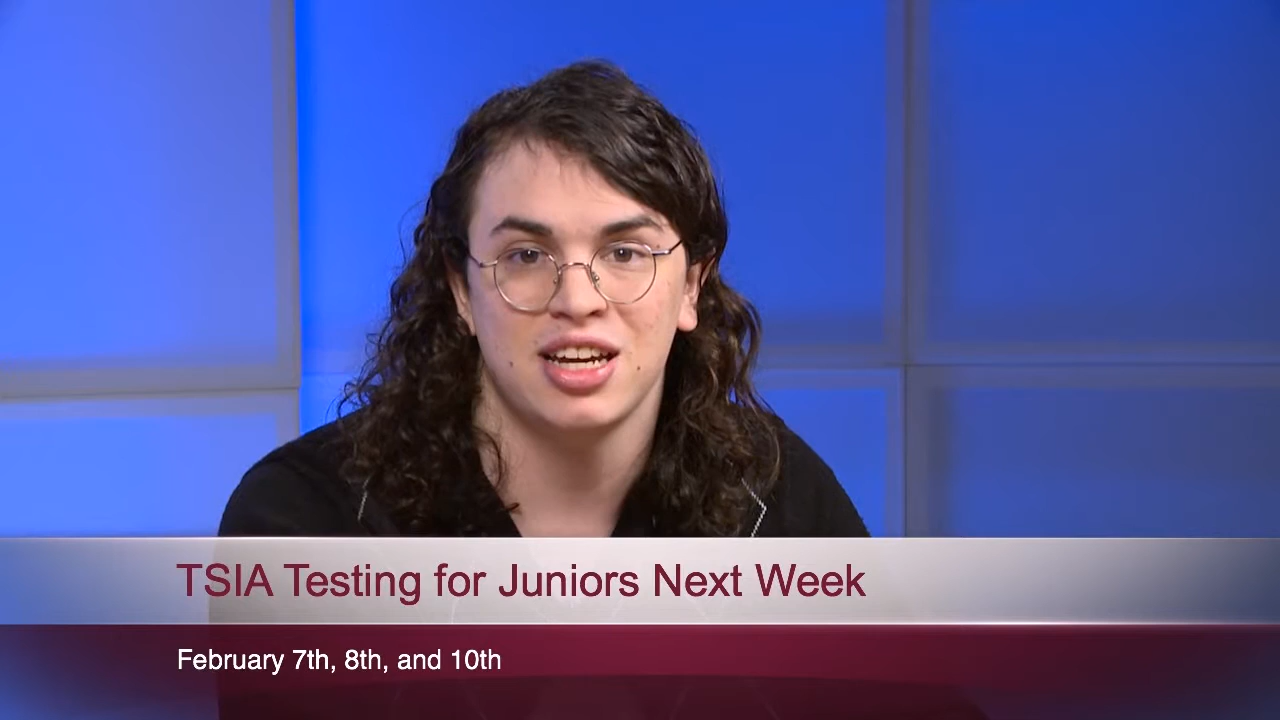 TSIA Testing for Juniors Next Week
February 7th, 8th, and 10th